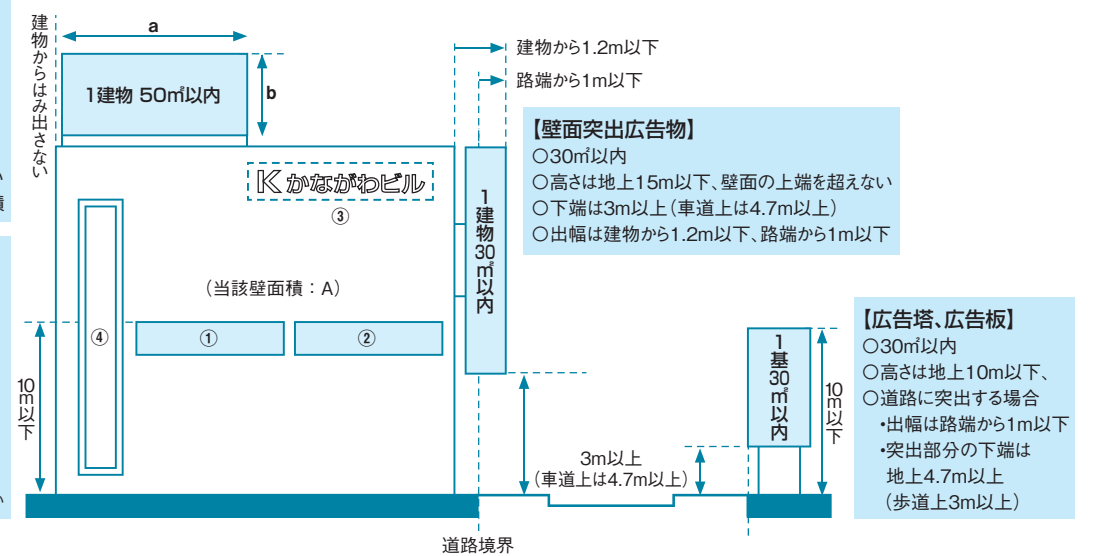 建物からはみ出さない
a
1建物 50㎡以内
b
建物から1.2m以下
路端から1m以下
【壁面突出広告物】
○30㎡以内
○高さは地上15m以下、壁面の上端を超えない
○下端は3m以上(車道上は4.7m以上)
○出幅は建物から1.2m以下、路端から1m以下
K かながわビル
③
1建物30㎡以内
(当該壁面積:A)
④
①
②
10m以下
3m以上
(車道上は4.7m以上)
1基30㎡以内
10m以下
【広告塔、広告板】
○30㎡以内
○高さは地上10m以下、
○道路に突出する場合
・出幅は路端から1m以下
・突出部分の下端は
地上4.7m以上
(歩道上3m以上)
道路境界